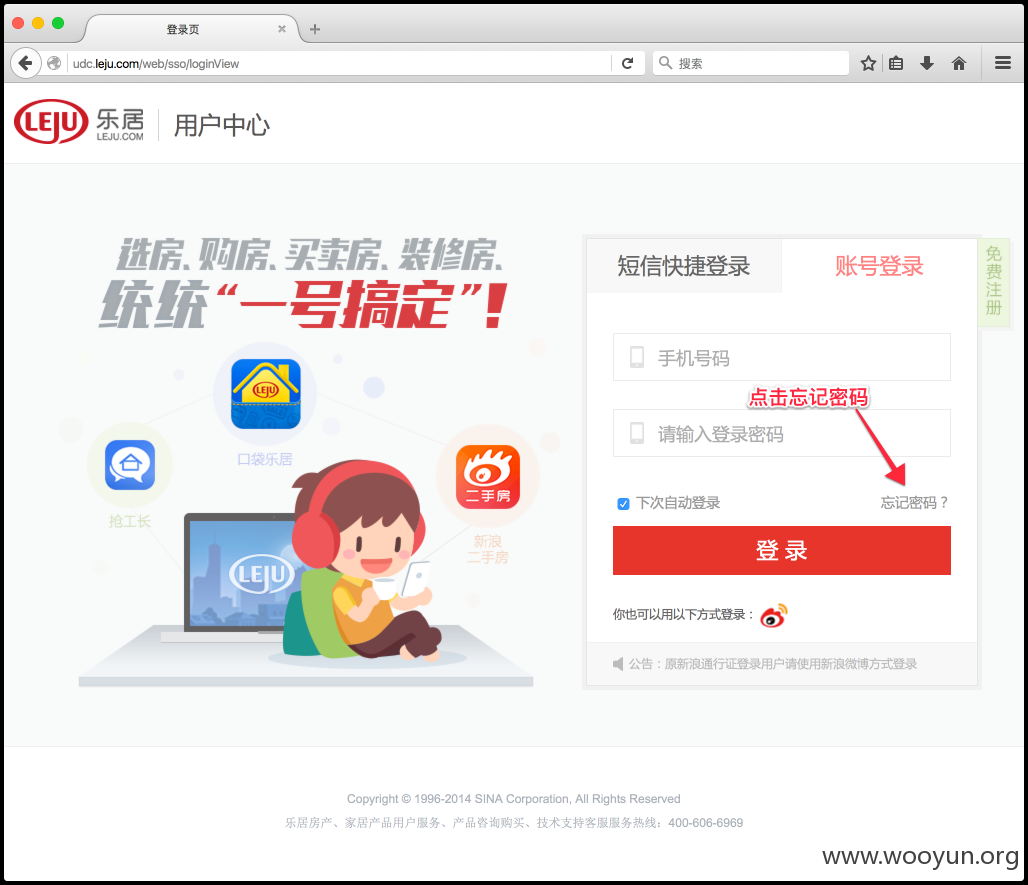 登录页
udc.leju.com/web/sso/loginView
搜索
LEJU 乐居
LEJU.COM
用户中心
选房、购房、买卖房、装修房、
统统“一号搞定”！
LEJU
口袋乐居
抢工长
二手房
新浪
二手房
LEJU
短信快捷登录
账号登录
免费注册
手机号码
点击忘记密码
请输入登录密码
下次自动登录
忘记密码？
登录
你也可以用以下方式登录：
公告：原新浪通行证登录用户请使用新浪微博方式登录
Copyright © 1996-2014 SINA Corporation, All Rights Reserved
乐居房产、家居产品用户服务、产品咨询购买、技术支持客服服务热线：400-606-6969
www.wooyun.org